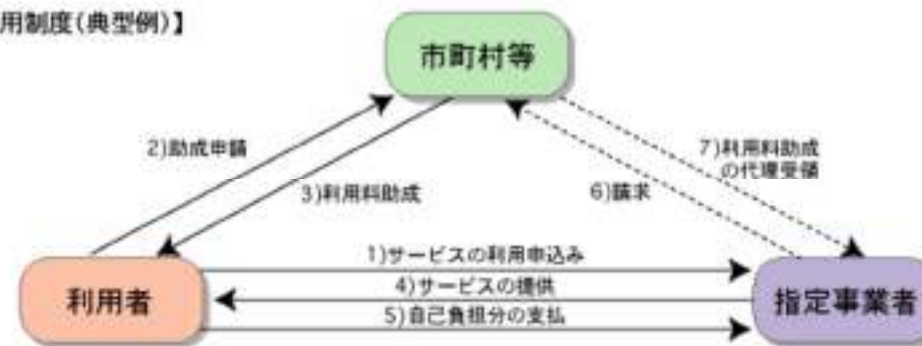 用制度(典型例)】
市町村等
2)助成申請
3)利用料助成
7)利用料助成
の代理受領
6)請求
1)サービスの利用申込み
4)サービスの提供
5)自己負担分の支払
利用者
指定事業者